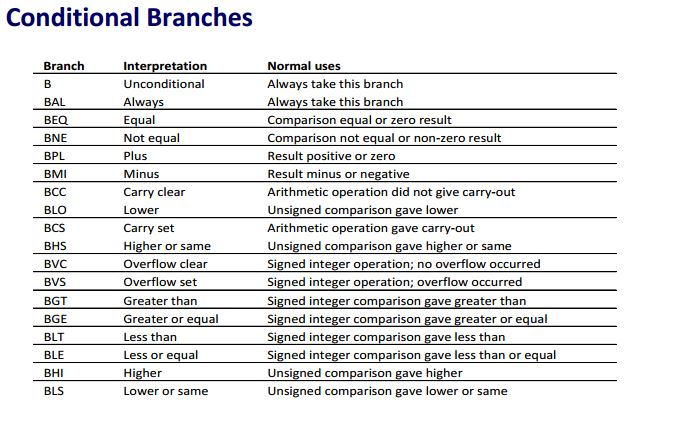 Conditional Branches
Branch Interpretation Normal uses
B Unconditional Always take this branch
BAL Always Always take this branch
BEQ Equal Comparison equal or zero result
BNE Not equal Comparison not equal or non-zero result
BPL Plus Result positive or zero
BMI Minus Result minus or negative
BCC Carry clear Arithmetic operation did not give carry-out
BLO Lower Unsigned comparison gave lower
BCS Carry set Arithmetic operation gave carry-out
BHS Higher or same Unsigned comparison gave higher or same
BVC Overflow clear Signed integer operation; no overflow occurred
BVS Overflow set Signed integer operation; overflow occurred
BGT Greater than Signed integer comparison gave greater than
BGE Greater or equal Signed integer comparison gave greater or equal
BLT Less than Signed integer comparison gave less than
BLE Less or equal Signed integer comparison gave less than or equal
BHI Higher Unsigned comparison gave higher
BLS Lower or same Unsigned comparison gave lower or same